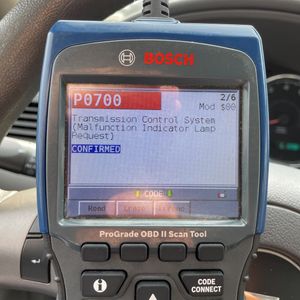 BOSCH
P0700 2/6
Mod $00
Transmission Control System
(Malfunction Indicator Lamp
Request)
CONFIRMED
CODE
Read Erase
ProGrade OBD II Scan Tool
i
CODE
CONNECT